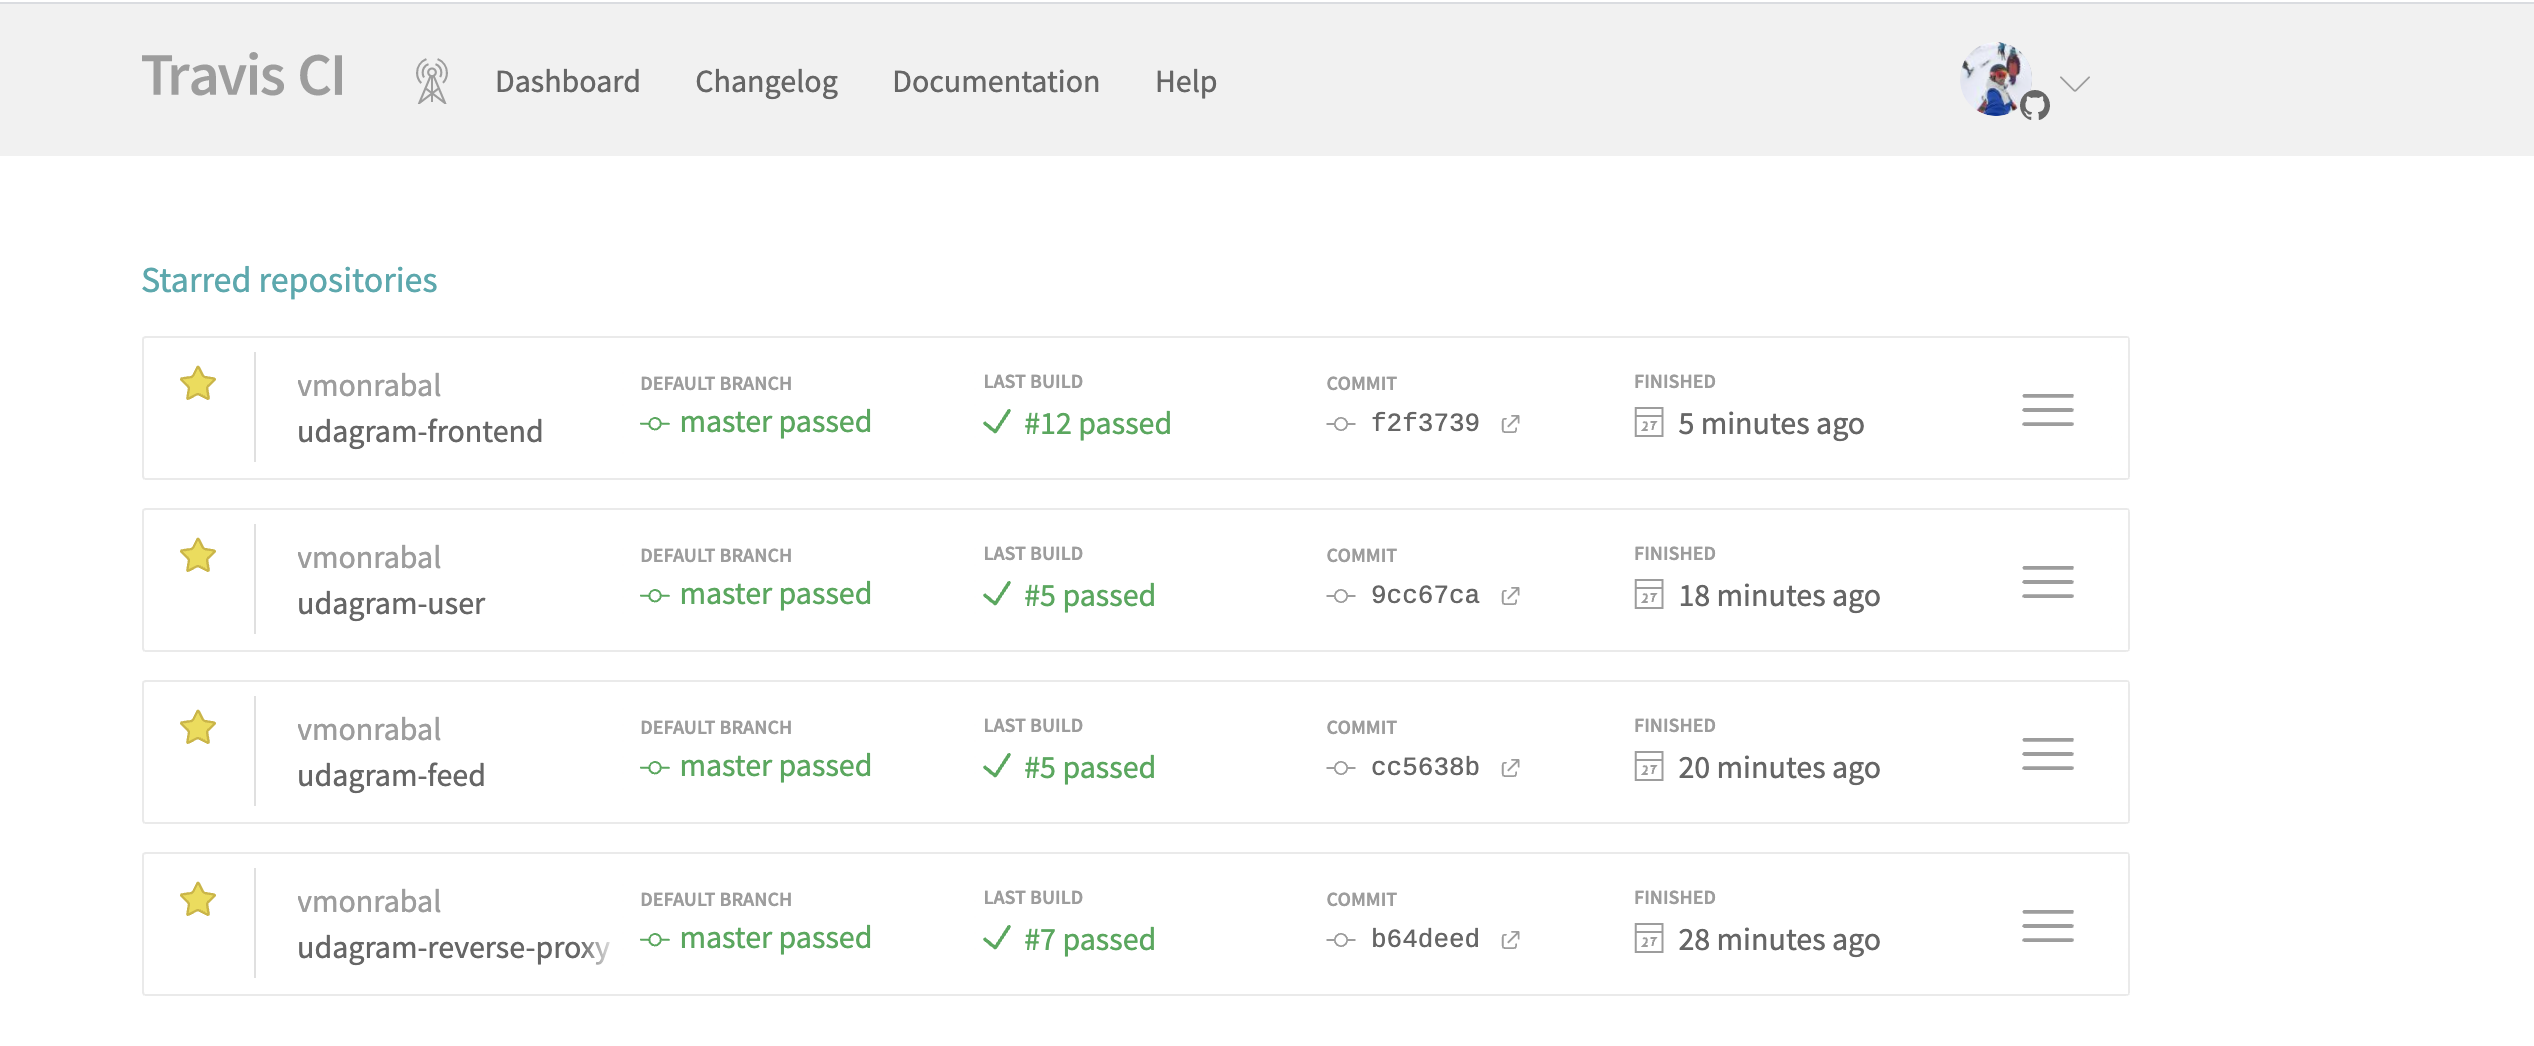 Travis CI Dashboard Changelog Documentation Help
Starred repositories
vmonrabal
udagram-frontend
DEFAULT BRANCH
master passed
LAST BUILD
#12 passed
COMMIT
f2f3739
FINISHED
27 5 minutes ago
vmonrabal
udagram-user
DEFAULT BRANCH
master passed
LAST BUILD
#5 passed
COMMIT
9cc67ca
FINISHED
27 18 minutes ago
vmonrabal
udagram-feed
DEFAULT BRANCH
master passed
LAST BUILD
#5 passed
COMMIT
cc5638b
FINISHED
27 20 minutes ago
vmonrabal
udagram-reverse-proxy
DEFAULT BRANCH
master passed
LAST BUILD
#7 passed
COMMIT
b64deed
FINISHED
27 28 minutes ago